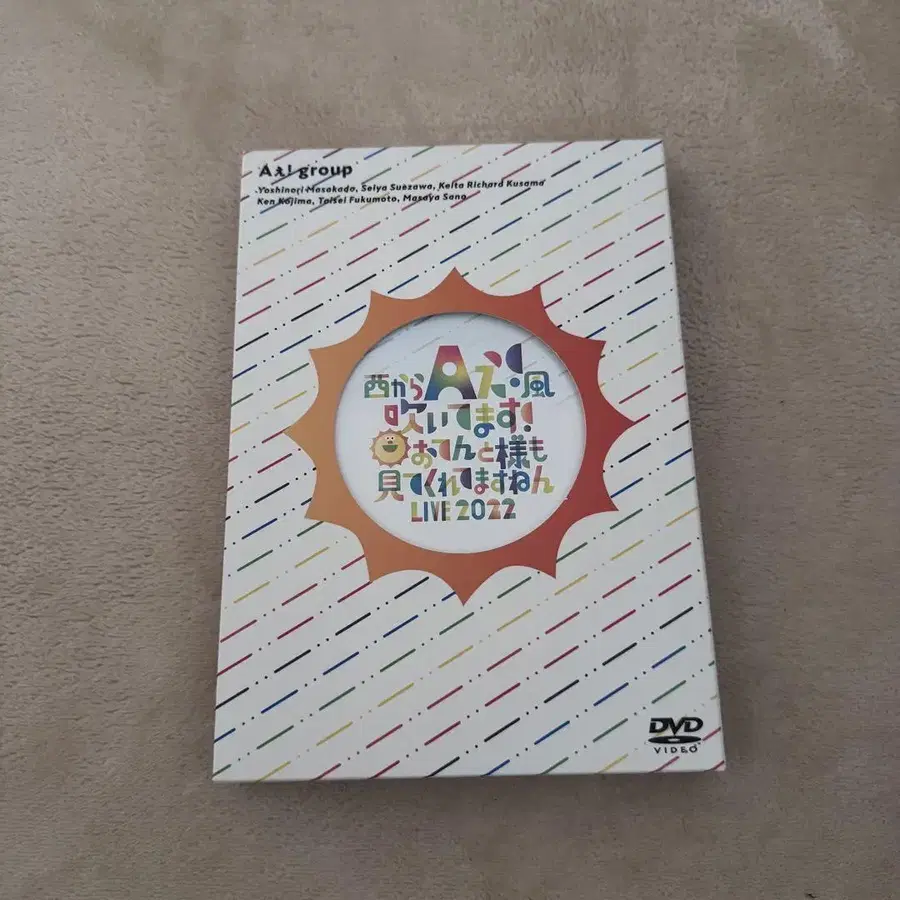 Aぇ! group
Yoshinori Masakado, Seiya Suezawa, Keita Richard Kusama
Ken Kojima, Taisei Fukumoto, Masaya Sano
西からAぇ!風
吹いてます!
おてんと様も
見てくれてますねん
LIVE 2022
DVD
VIDEO